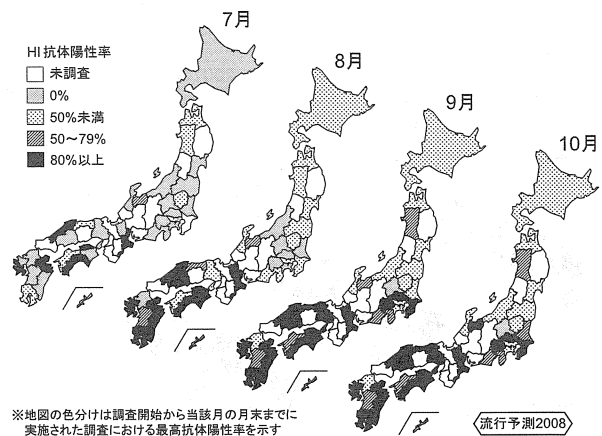 7月
8月
9月
10月
HI抗体陽性率
未調査
0%
50%未満
50〜79%
80%以上
※地図の色分けは調査開始から当該月の月末までに
実施された調査における最高抗体陽性率を示す
流行予測2008